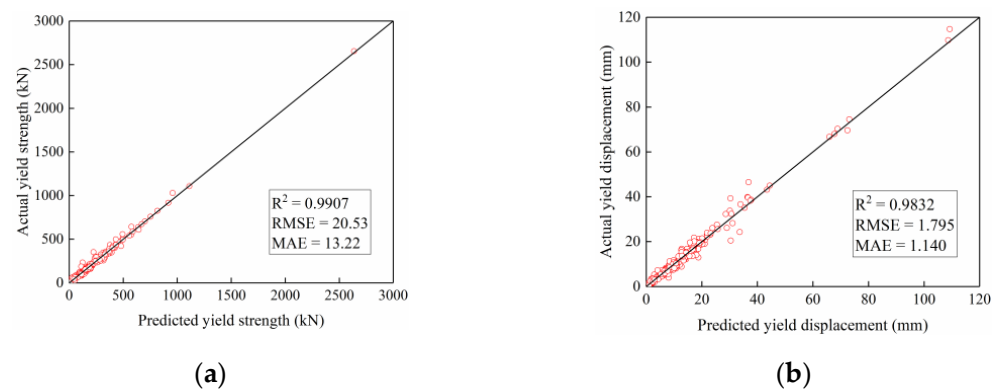 3000
2500
2000
1500
1000
500
0
Actual yield strength (kN)
R² = 0.9907
RMSE = 20.53
MAE = 13.22
0 500 1000 1500 2000 2500 3000
Predicted yield strength (kN)
(a)
120
100
80
60
40
20
0
Actual yield displacement (mm)
R² = 0.9832
RMSE = 1.795
MAE = 1.140
0 20 40 60 80 100 120
Predicted yield displacement (mm)
(b)